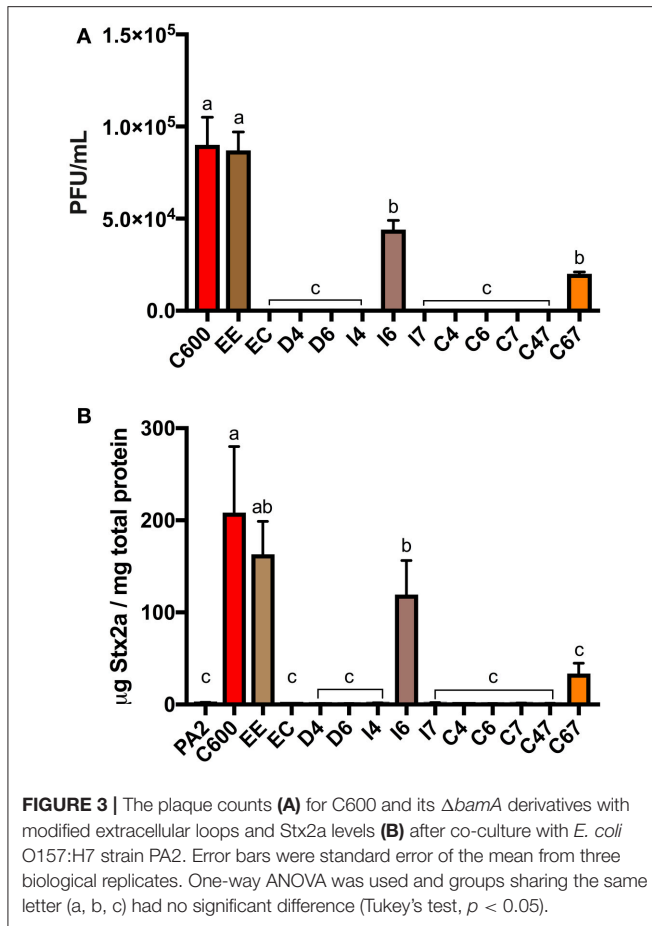 A
1.5×10⁵
1.0×10⁵
5.0×10⁴
0.0
PFU/mL
a
a
c
b
c
b
C600
EE
EC
D4
D6
I4
I6
I7
C4
C6
C7
C47
C67
B
300
200
100
0
µg Stx2a / mg total protein
c
a
ab
c
c
b
c
c
PA2
C600
EE
EC
D4
D6
I4
I6
I7
C4
C6
C7
C47
C67
FIGURE 3 | The plaque counts (A) for C600 and its ΔbamA derivatives with
modified extracellular loops and Stx2a levels (B) after co-culture with E. coli
O157:H7 strain PA2. Error bars were standard error of the mean from three
biological replicates. One-way ANOVA was used and groups sharing the same
letter (a, b, c) had no significant difference (Tukey's test, p < 0.05).